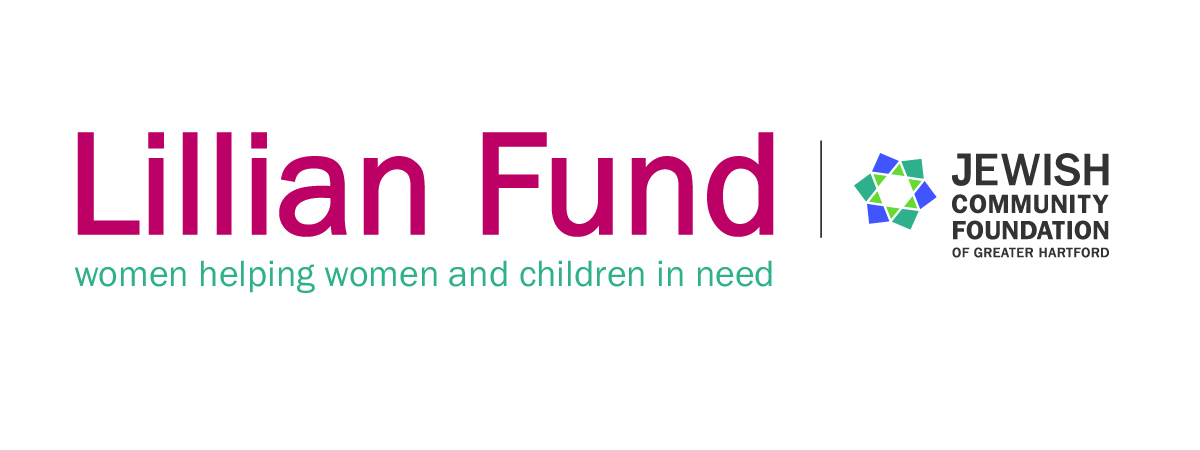 Lillian Fund
women helping women and children in need
JEWISH
COMMUNITY
FOUNDATION
OF GREATER HARTFORD